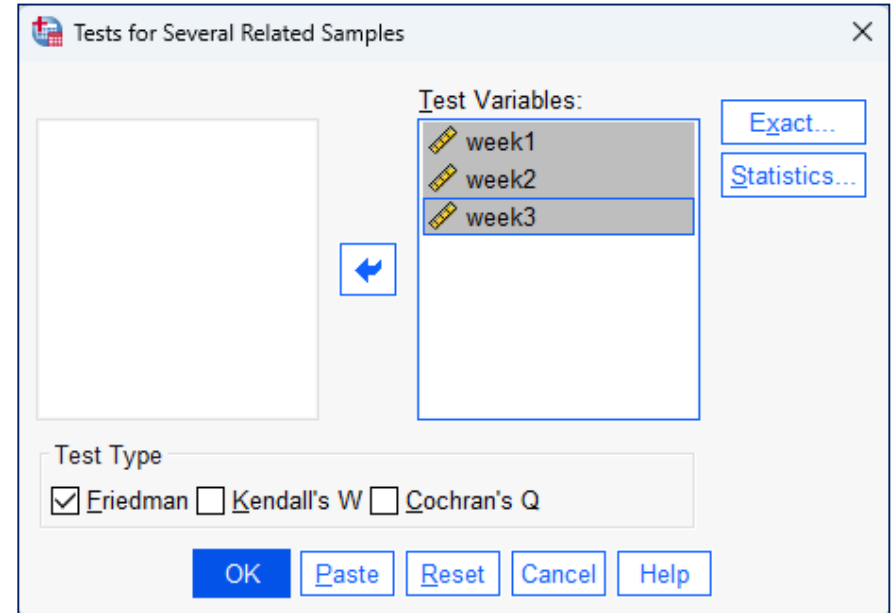 Tests for Several Related Samples
Test Variables:
week1
week2
week3
Exact...
Statistics...
Test Type
Friedman Kendall's W Cochran's Q
OK Paste Reset Cancel Help